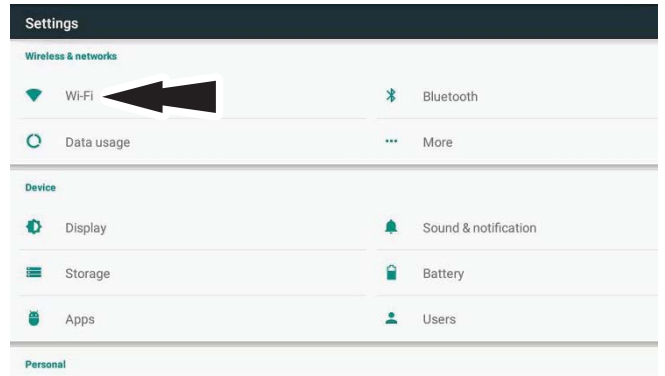 Settings
Wireless & networks
Wi-Fi
Bluetooth
Data usage
More
Device
Display
Sound & notification
Storage
Battery
Apps
Users
Personal